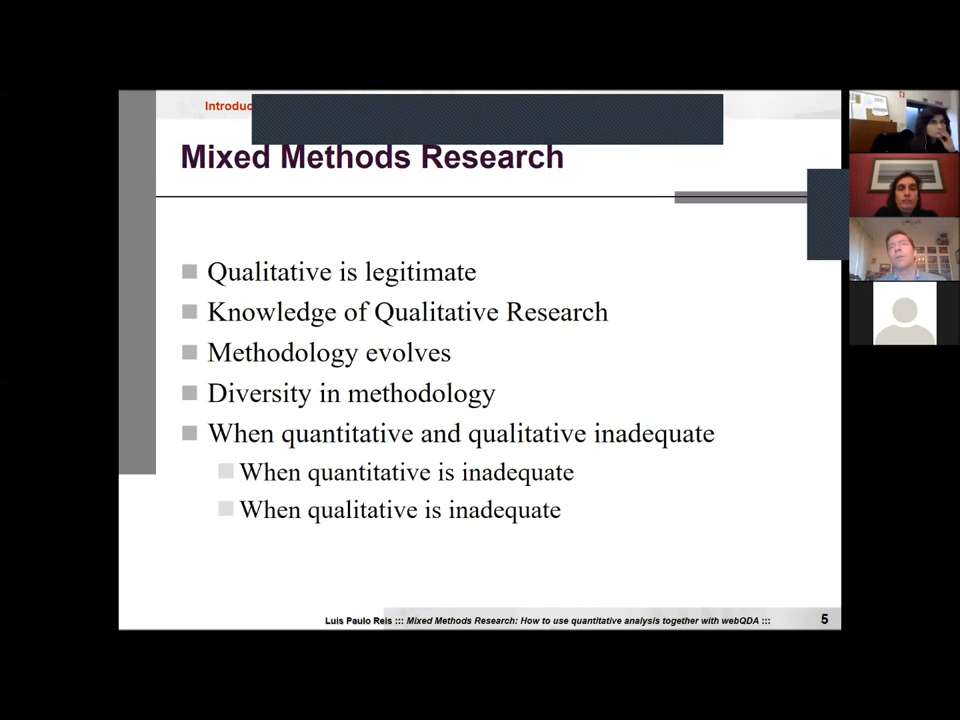 Introduc
Mixed Methods Research
Qualitative is legitimate
Knowledge of Qualitative Research
Methodology evolves
Diversity in methodology
When quantitative and qualitative inadequate
When quantitative is inadequate
When qualitative is inadequate
Luis Paulo Reis ::: Mixed Methods Research: How to use quantitative analysis together with webQDA ::: 5